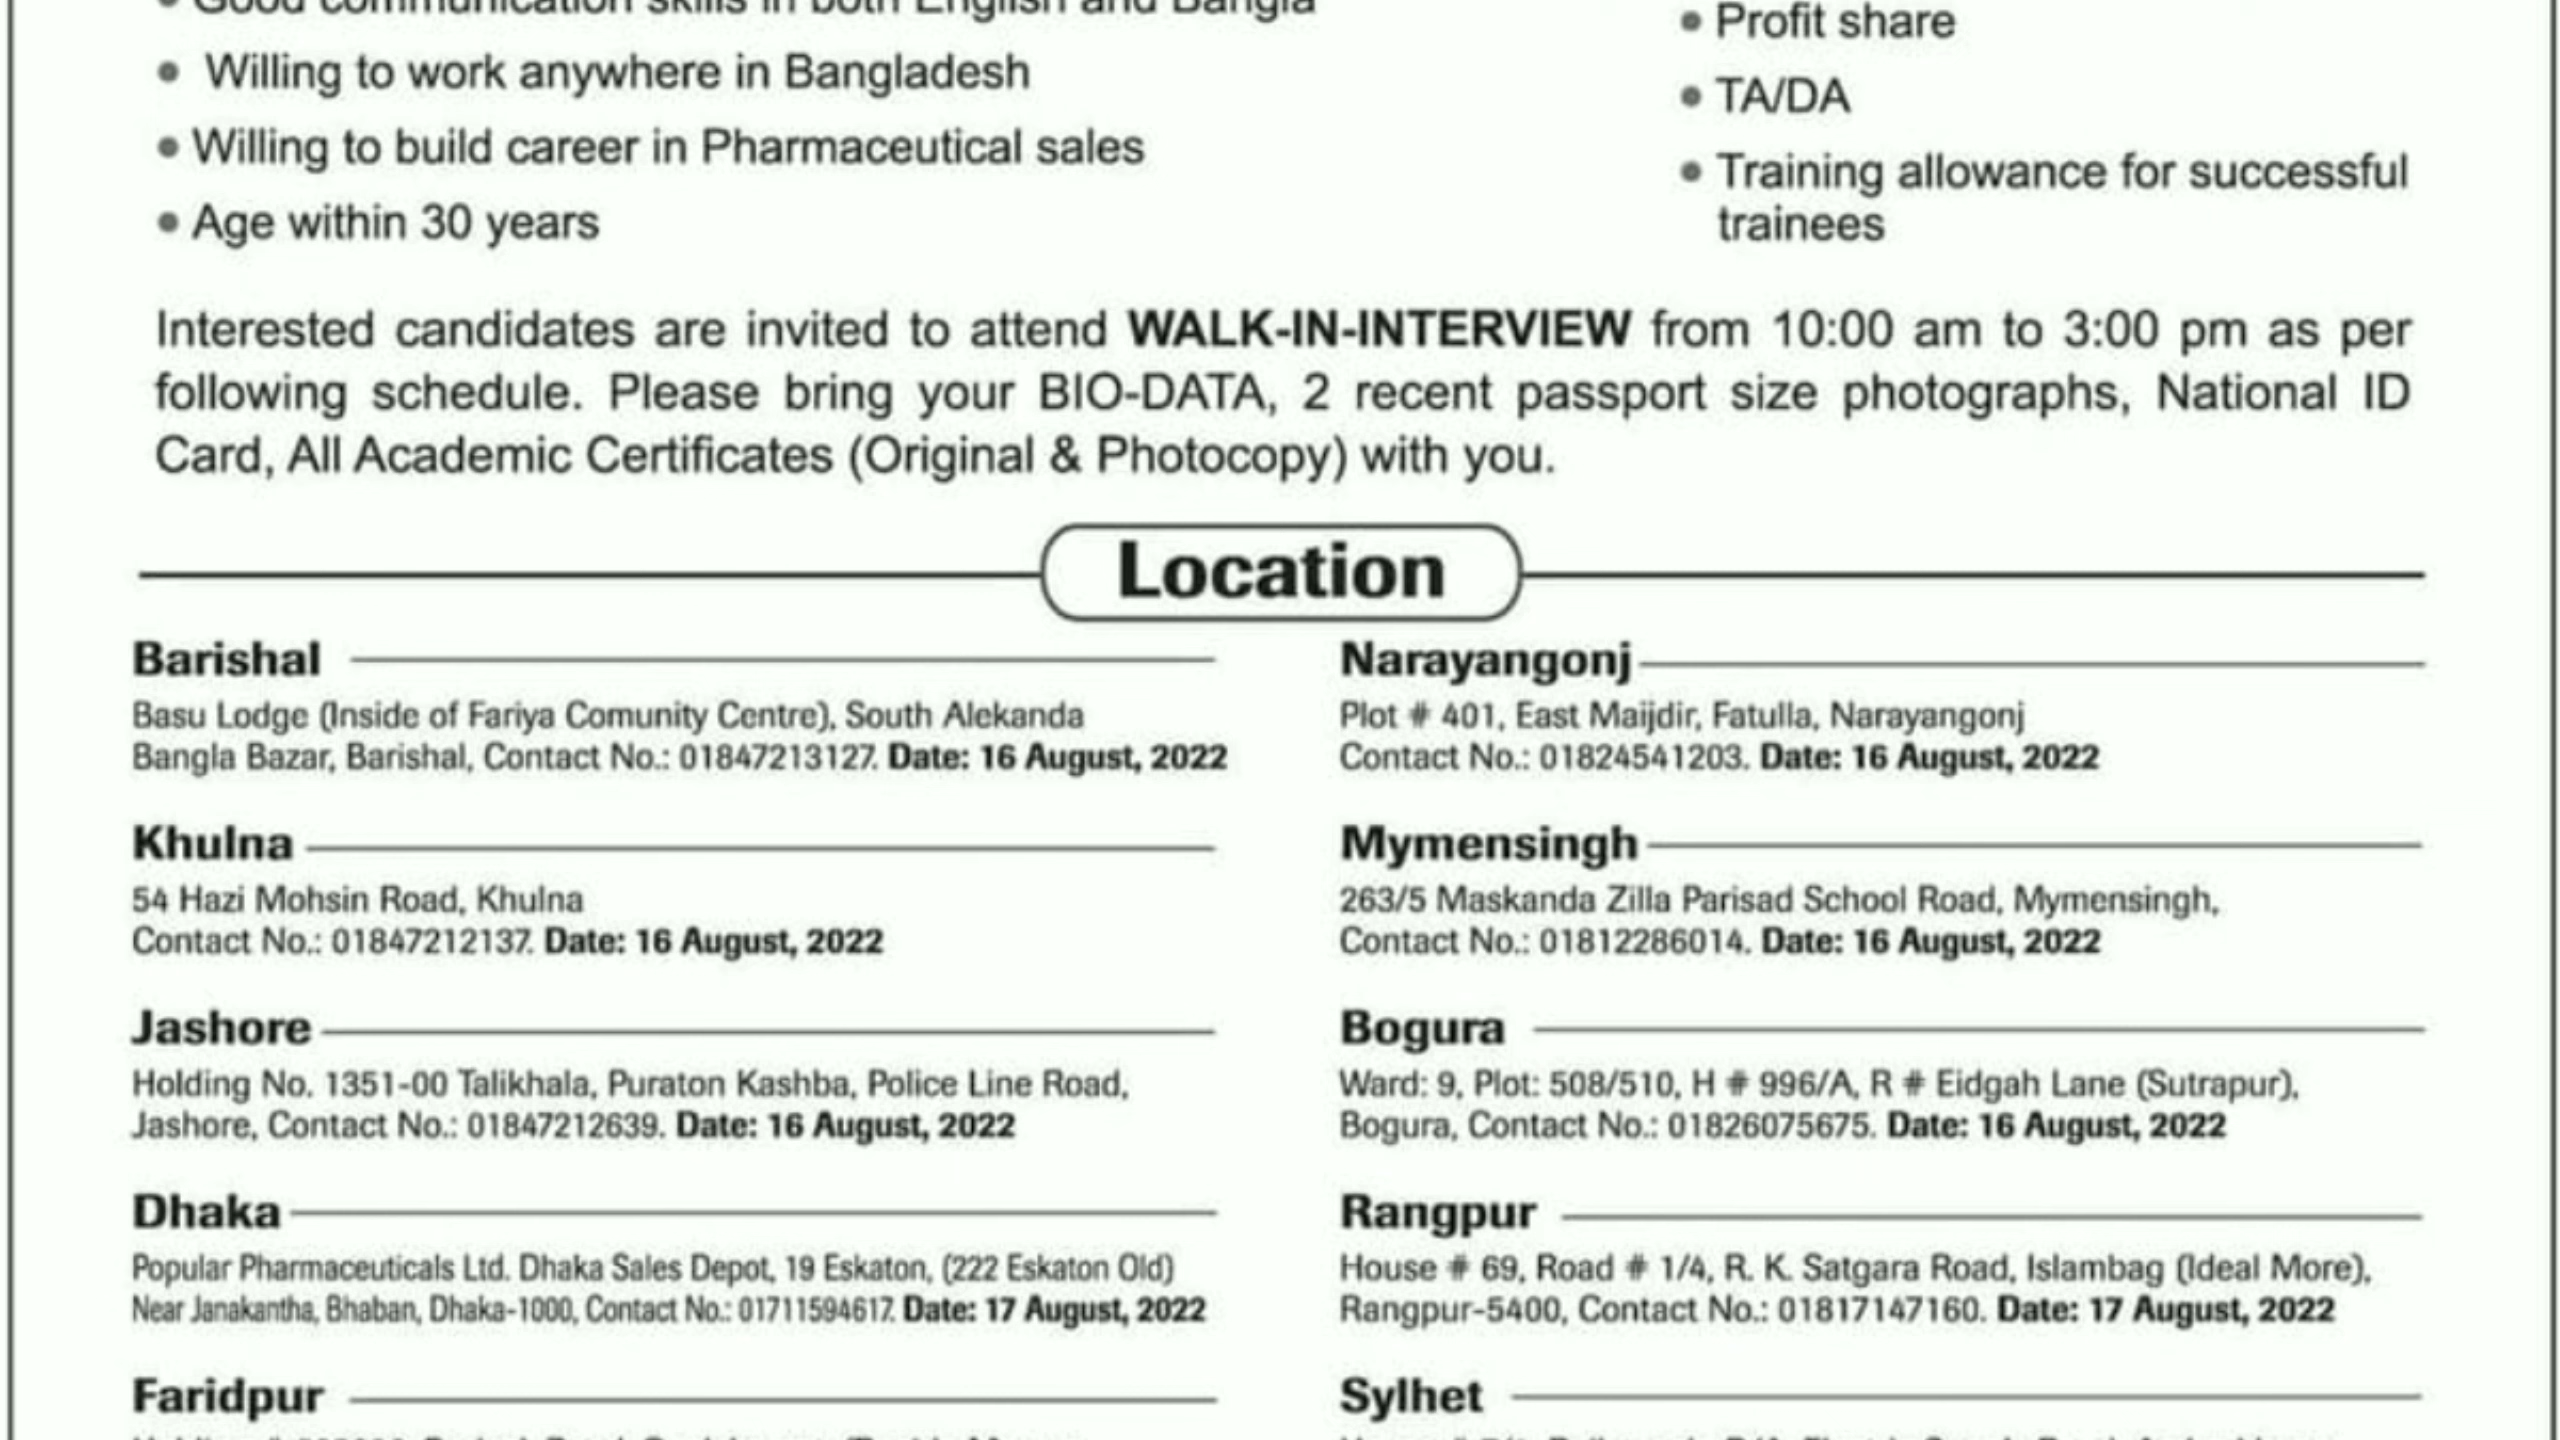 Good communication skills in both English and Bangla
• Willing to work anywhere in Bangladesh
• Willing to build career in Pharmaceutical sales
• Age within 30 years
• Profit share
• TA/DA
• Training allowance for successful
trainees
Interested candidates are invited to attend WALK-IN-INTERVIEW from 10:00 am to 3:00 pm as per
following schedule. Please bring your BIO-DATA, 2 recent passport size photographs, National ID
Card, All Academic Certificates (Original & Photocopy) with you.
Location
Barishal
Basu Lodge (Inside of Fariya Comunity Centre), South Alekanda
Bangla Bazar, Barishal, Contact No.: 01847213127. Date: 16 August, 2022
Khulna
54 Hazi Mohsin Road, Khulna
Contact No.: 01847212137. Date: 16 August, 2022
Jashore
Holding No. 1351-00 Talikhala, Puraton Kashba, Police Line Road,
Jashore, Contact No.: 01847212639. Date: 16 August, 2022
Dhaka
Popular Pharmaceuticals Ltd. Dhaka Sales Depot, 19 Eskaton, (222 Eskaton Old)
Near Janakantha, Bhaban, Dhaka-1000, Contact No.: 01711594617. Date: 17 August, 2022
Faridpur
Narayangonj
Plot # 401, East Maijdir, Fatulla, Narayangonj
Contact No.: 01824541203. Date: 16 August, 2022
Mymensingh
263/5 Maskanda Zilla Parisad School Road, Mymensingh,
Contact No.: 01812286014. Date: 16 August, 2022
Bogura
Ward: 9, Plot: 508/510, H # 996/A, R # Eidgah Lane (Sutrapur),
Bogura, Contact No.: 01826075675. Date: 16 August, 2022
Rangpur
House # 69, Road # 1/4, R. K. Satgara Road, Islambag (Ideal More),
Rangpur-5400, Contact No.: 01817147160. Date: 17 August, 2022
Sylhet